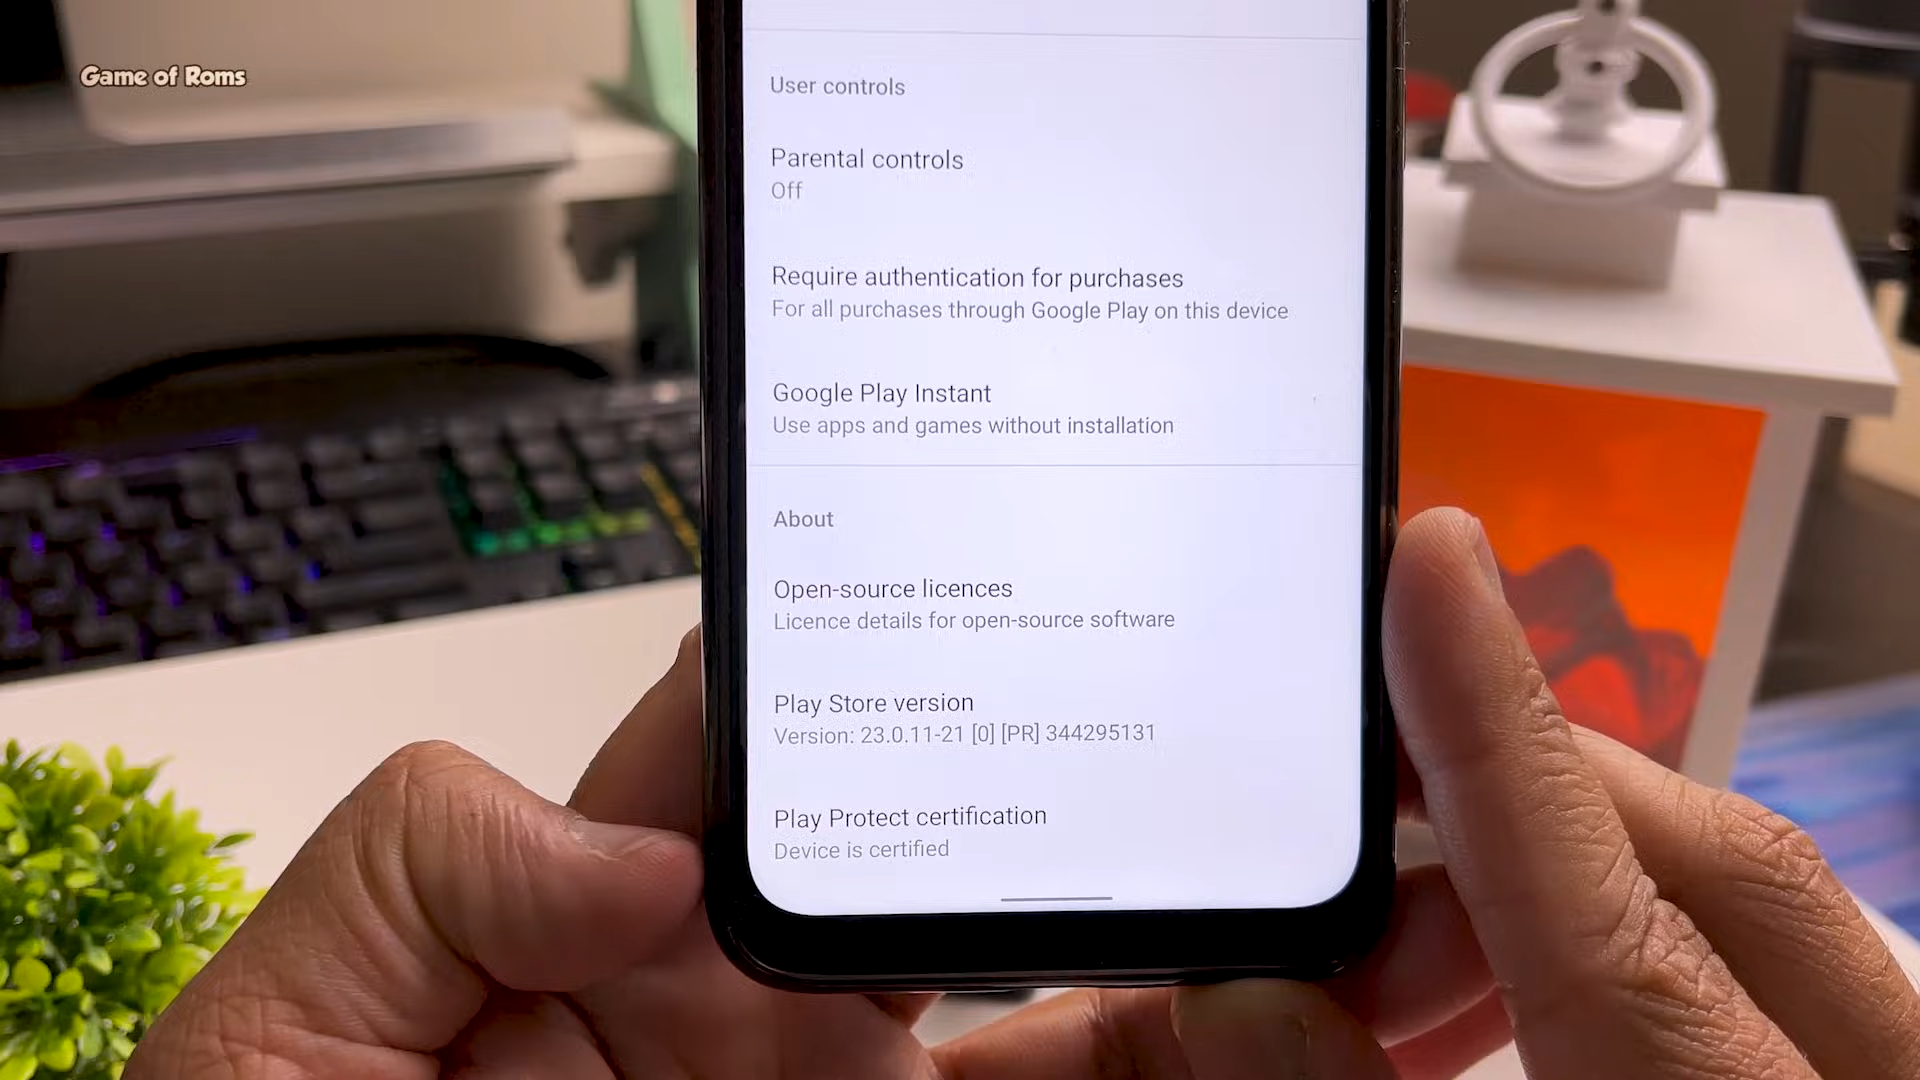 Game of Roms
User controls
Parental controls
Off
Require authentication for purchases
For all purchases through Google Play on this device
Google Play Instant
Use apps and games without installation
About
Open-source licences
Licence details for open-source software
Play Store version
Version: 23.0.11-21 [0] [PR] 344295131
Play Protect certification
Device is certified